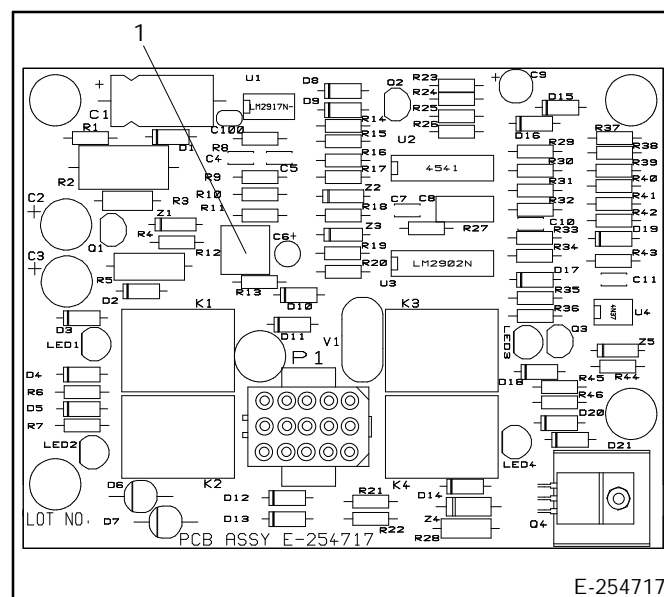 1
+ C1
U1
LM2917N-
C100
D8
D9
Q2
R23
R24
R25
R26
+ C9
D15
D16
R1
D1
R8
C4
C5
R14
R15
R16
R17
U2
4541
R29
R30
R31
R32
R37
R38
R39
R40
R41
R42
R2
R3
R9
R10
R11
Z2
R18
C7
C8
R27
C10
R33
R34
D19
R43
C2
+
Q1
Z1
R4
R12
C6+
Z3
R19
R20
LM2902N
U3
C3
+
R5
D2
R13
D10
D11
D17
R35
R36
C11
4N37
U4
D3
LED1
K1
V1
P1
K3
LED3
Q3
Z5
R44
D4
R6
D5
R7
LED2
D18
R45
R46
D20
D21
K2
K4
LED4
D6
D7
D12
D13
R21
R22
D14
Z4
R28
Q4
LOT NO.
PCB ASSY E-254717
E-254717